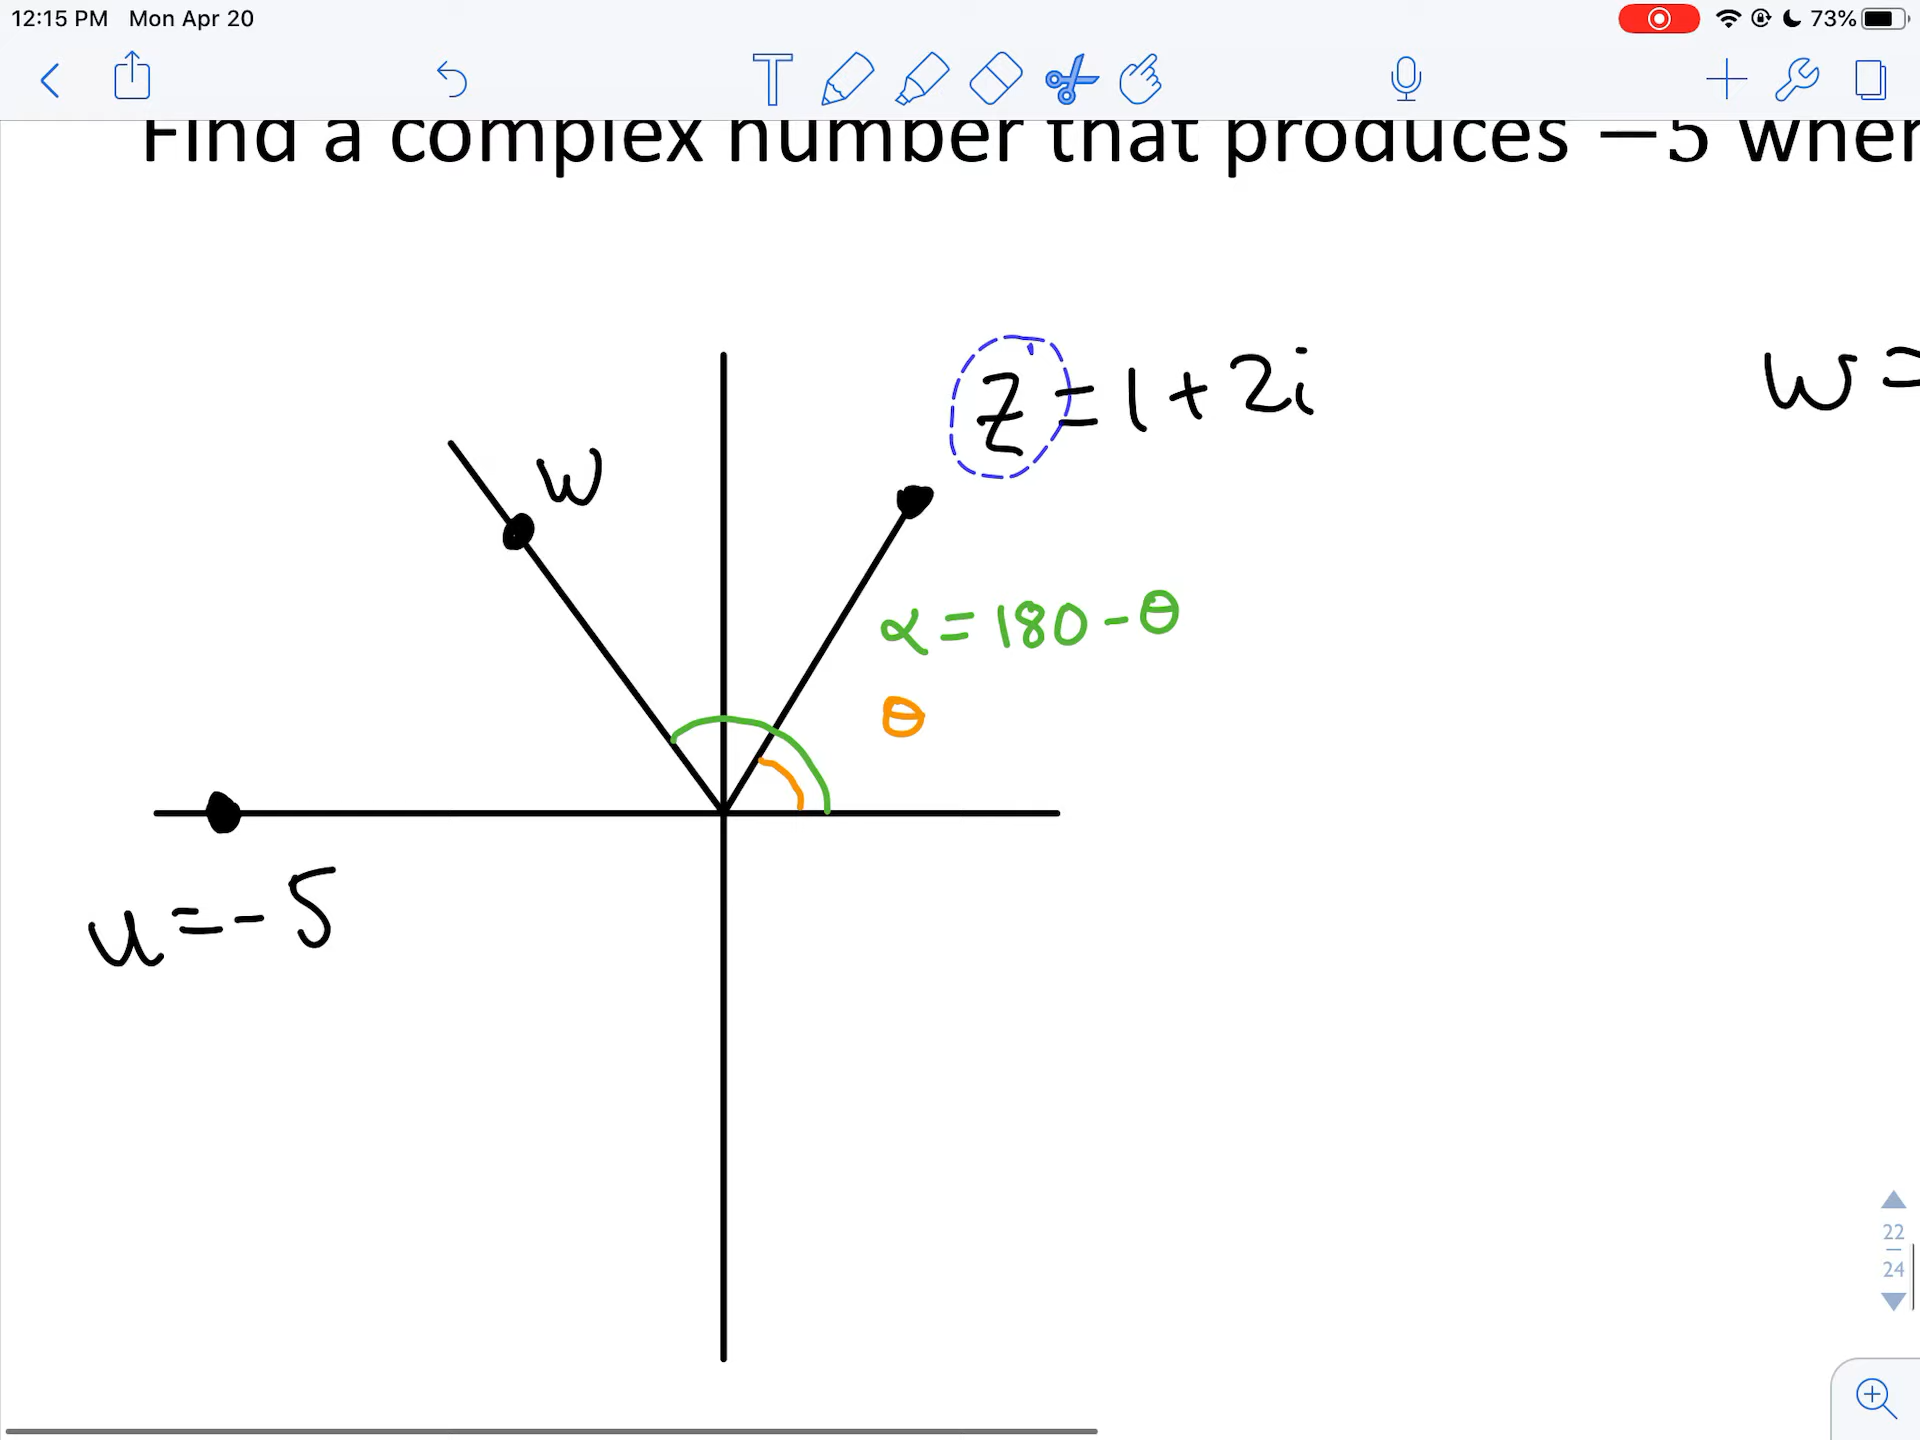 12:15 PM Mon Apr 20
73%
T
Find a complex number that produces −5 when
z = 1 + 2i
w =
w
α = 180 - θ
θ
u = - 5
22
24